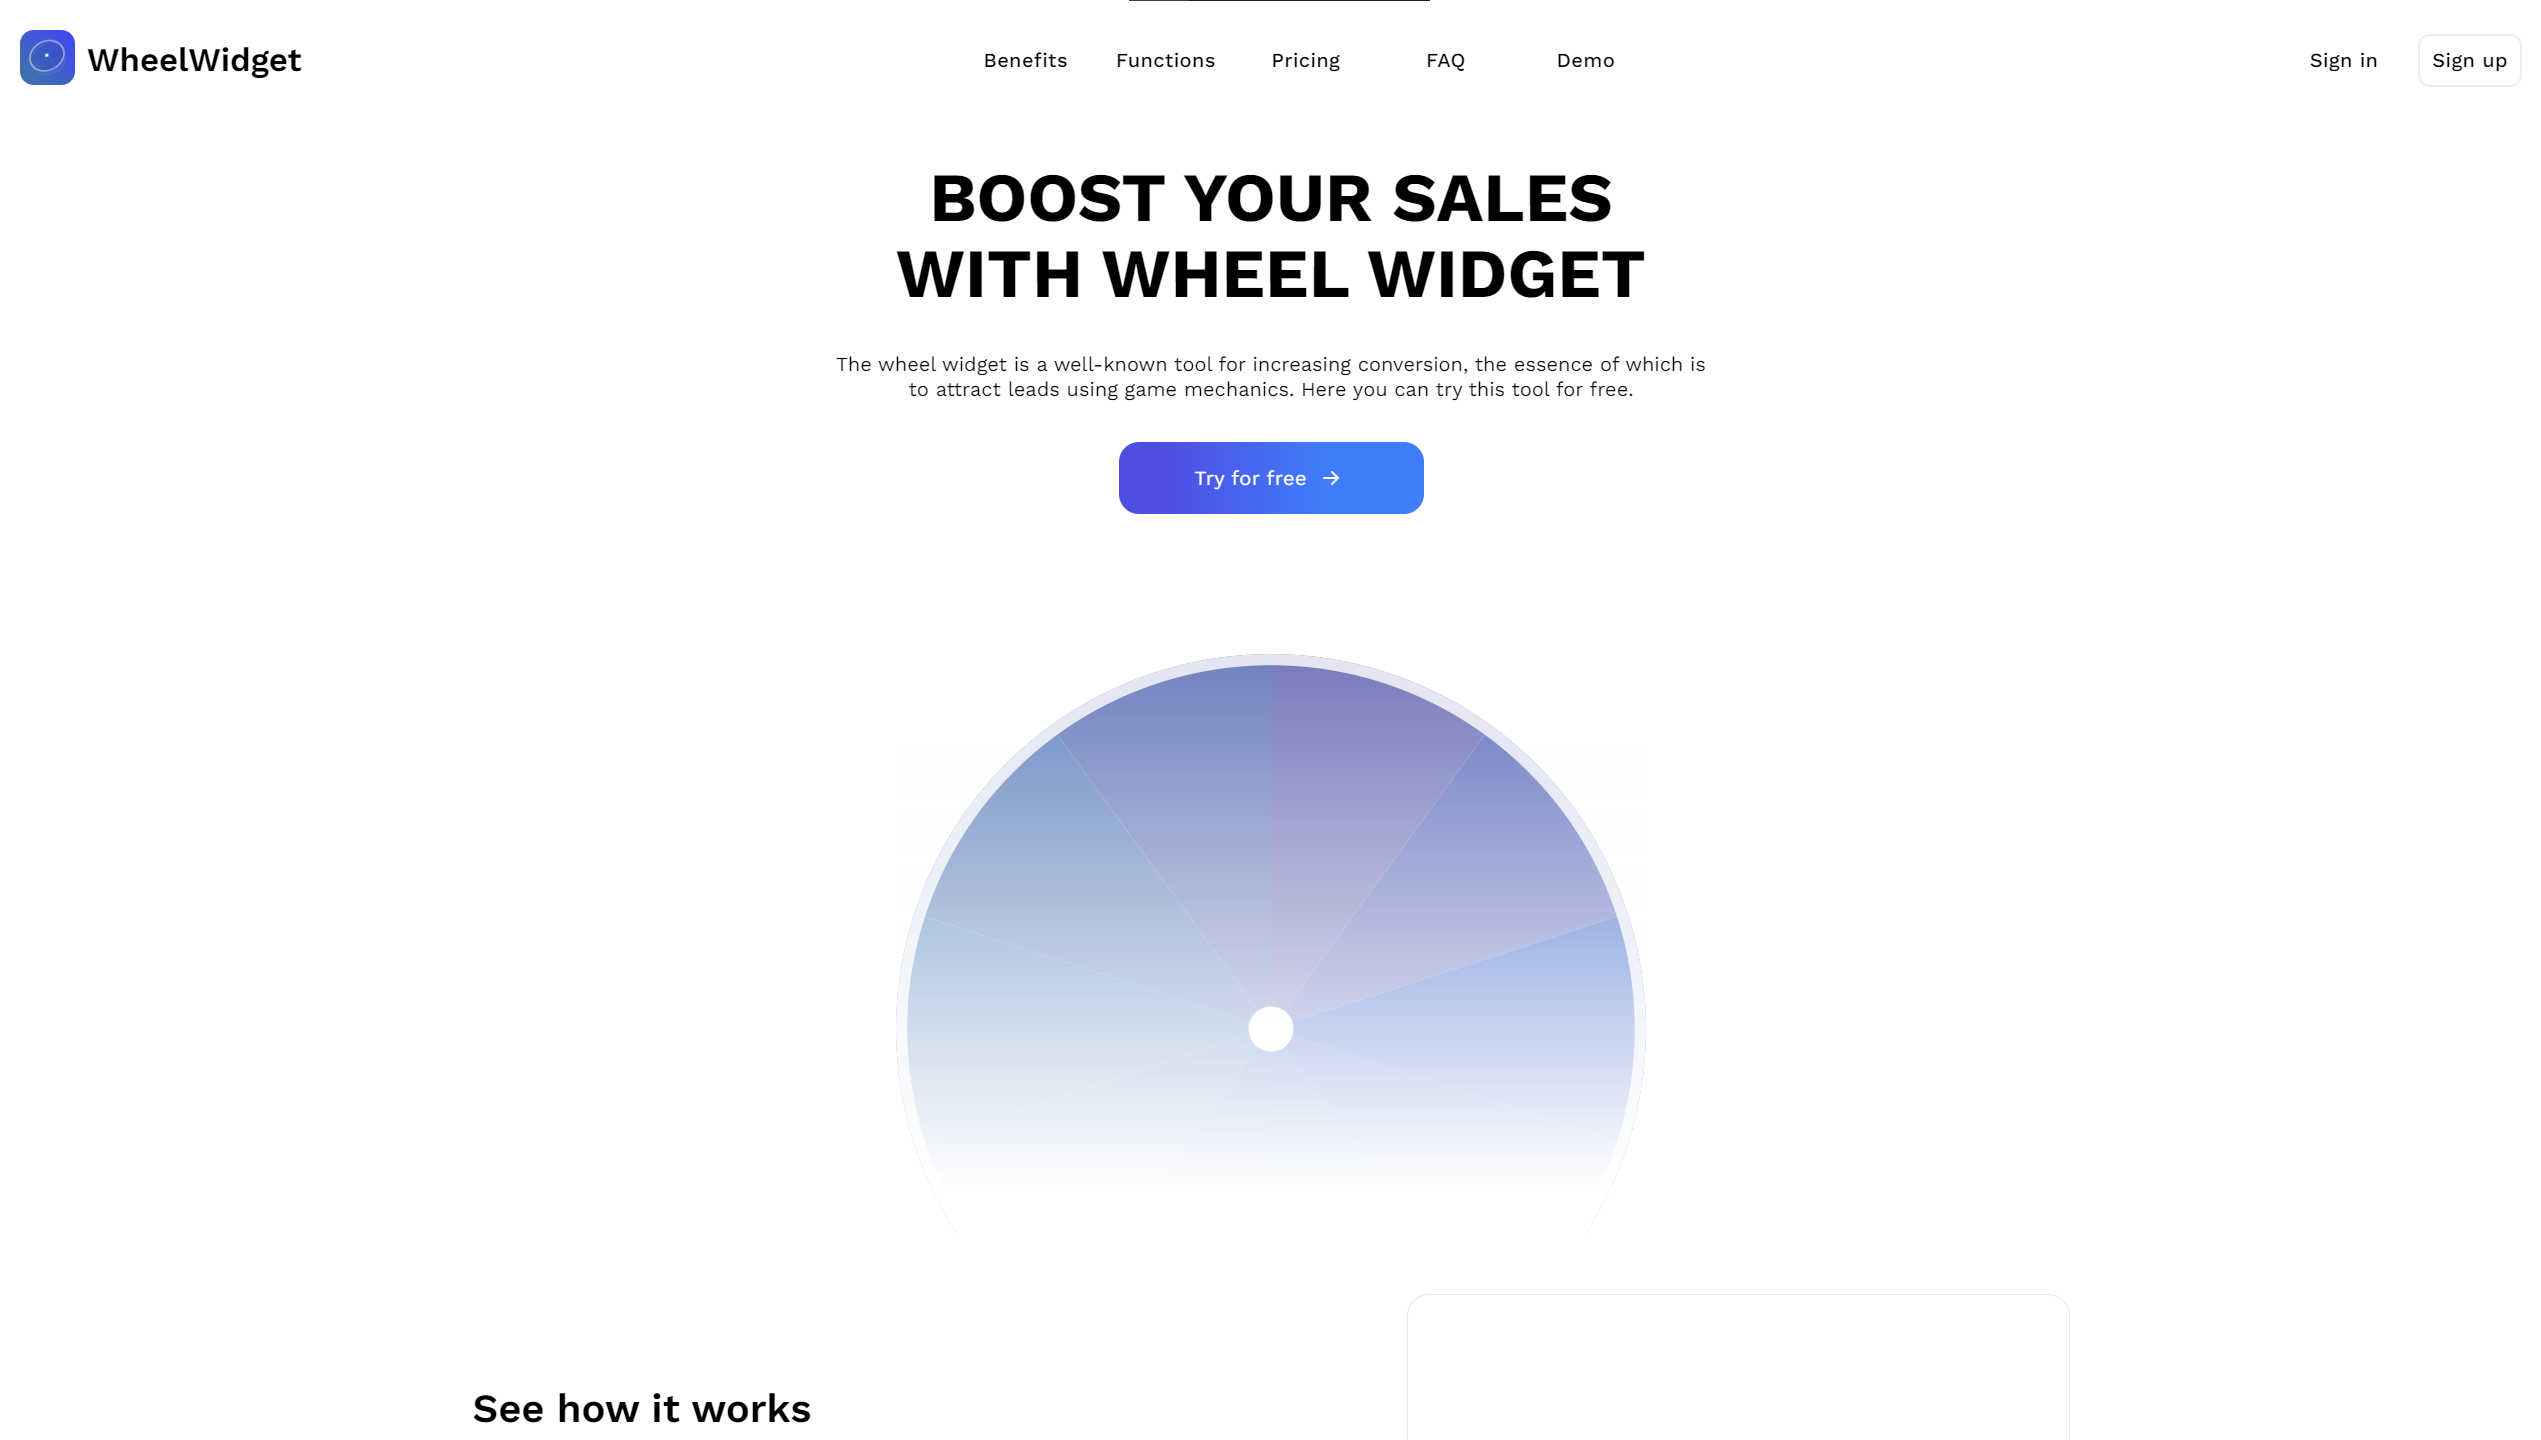 WheelWidget
Benefits
Functions
Pricing
FAQ
Demo
Sign in
Sign up
BOOST YOUR SALES
WITH WHEEL WIDGET
The wheel widget is a well-known tool for increasing conversion, the essence of which is
to attract leads using game mechanics. Here you can try this tool for free.
Try for free
See how it works